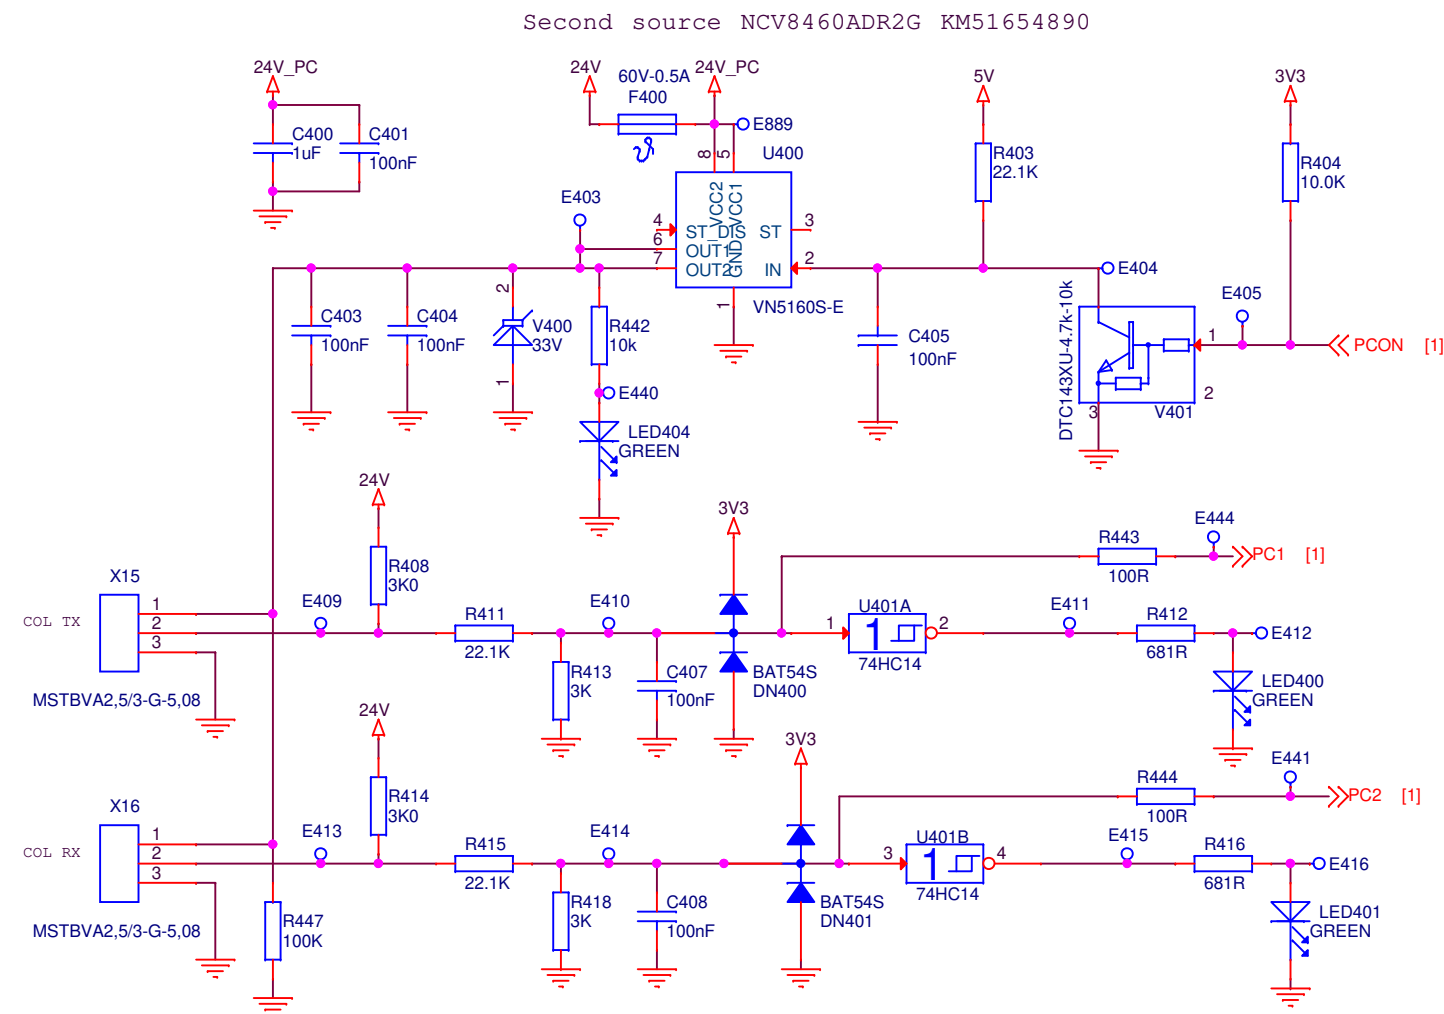 Second source NCV8460ADR2G KM51654890
24V_PC
24V
60V-0.5A
F400
24V_PC
5V
3V3
C400
1uF
C401
100nF
E889
8
5
U400
R403
22.1K
R404
10.0K
E403
4
6
7
VCC2
VCC1
ST_DIS
OUT1
OUT2
GND
ST
IN
3
2
1
VN5160S-E
E404
E405
DTC143XU-4.7k-10k
1
2
3
V401
PCON [1]
C403
100nF
C404
100nF
2
1
V400
33V
R442
10k
E440
LED404
GREEN
C405
100nF
24V
R408
3K0
3V3
R443
100R
E444
PC1 [1]
X15
COL TX
1
2
3
MSTBVA2,5/3-G-5,08
E409
R411
22.1K
E410
R413
3K
C407
100nF
BAT54S
DN400
U401A
1
1
2
74HC14
E411
R412
681R
E412
LED400
GREEN
24V
R414
3K0
3V3
R444
100R
E441
PC2 [1]
X16
COL RX
1
2
3
MSTBVA2,5/3-G-5,08
E413
R415
22.1K
E414
R418
3K
C408
100nF
BAT54S
DN401
U401B
3
1
4
74HC14
E415
R416
681R
E416
LED401
GREEN
R447
100K